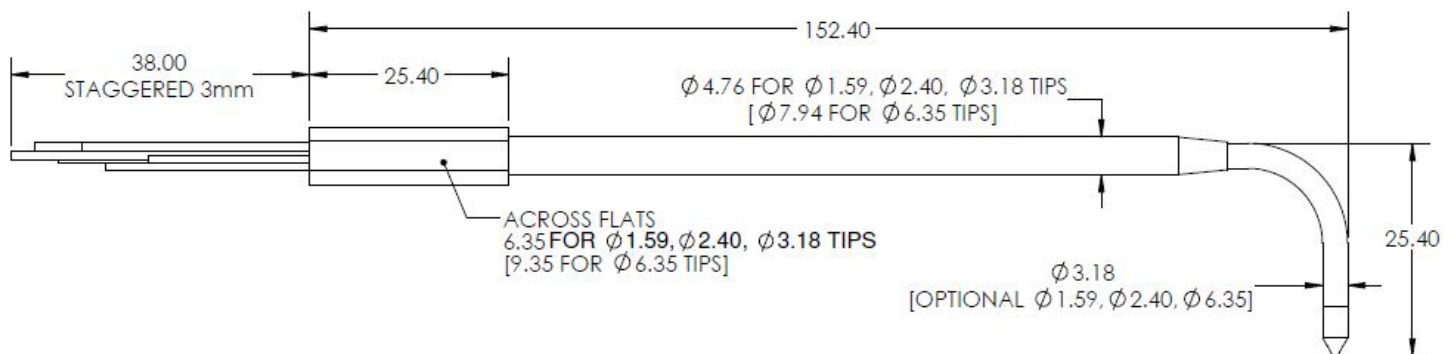 152.40
38.00
STAGGERED 3mm
25.40
Ø4.76 FOR Ø1.59, Ø2.40, Ø3.18 TIPS
[Ø7.94 FOR Ø6.35 TIPS]
ACROSS FLATS
6.35 FOR Ø1.59, Ø2.40, Ø3.18 TIPS
[9.35 FOR Ø6.35 TIPS]
25.40
Ø3.18
[OPTIONAL Ø1.59, Ø2.40, Ø6.35]